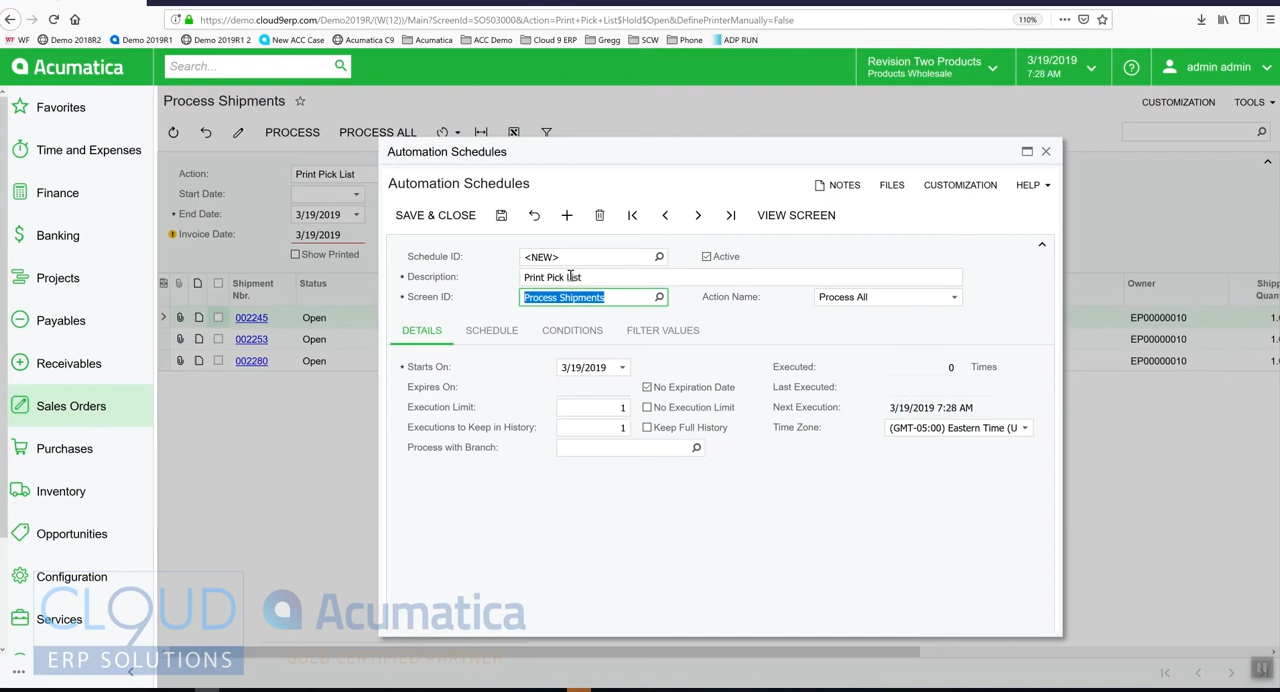 https://demo.cloud9erp.com/Demo2019R/(W(12))/Main?ScreenId=SO503000&Action=Print+Pick+List$Hold$Open&DefinePrinterManually=False
110%
WF Demo 2018R2 Demo 2019R1 Demo 2019R1 2 New ACC Case Acumatica C9 Acumatica ACC Demo Cloud 9 ERP Gregg SCW Phone ADP RUN
Acumatica
Search...
Revision Two Products
Products Wholesale
3/19/2019
7:28 AM
admin admin
Favorites
Time and Expenses
Finance
Banking
Projects
Payables
Receivables
Sales Orders
Purchases
Inventory
Opportunities
Configuration
Services
Process Shipments
CUSTOMIZATION TOOLS
PROCESS PROCESS ALL
Action: Print Pick List
Start Date:
End Date: 3/19/2019
Invoice Date: 3/19/2019
Show Printed
Shipment Nbr. Status
002245 Open
002253 Open
002280 Open
Owner
EP00000010 1.
EP00000010 1.
EP00000010 1.
Automation Schedules
Automation Schedules
NOTES FILES CUSTOMIZATION HELP
SAVE & CLOSE VIEW SCREEN
Schedule ID: <NEW> Active
Description: Print Pick List
Screen ID: Process Shipments Action Name: Process All
DETAILS SCHEDULE CONDITIONS FILTER VALUES
Starts On: 3/19/2019 Executed: 0 Times
Expires On: No Expiration Date Last Executed:
Execution Limit: 1 No Execution Limit Next Execution: 3/19/2019 7:28 AM
Executions to Keep in History: 1 Keep Full History Time Zone: (GMT-05:00) Eastern Time (U
Process with Branch:
CLOUD 9
ERP SOLUTIONS
Acumatica
GOLD CERTIFIED PARTNER